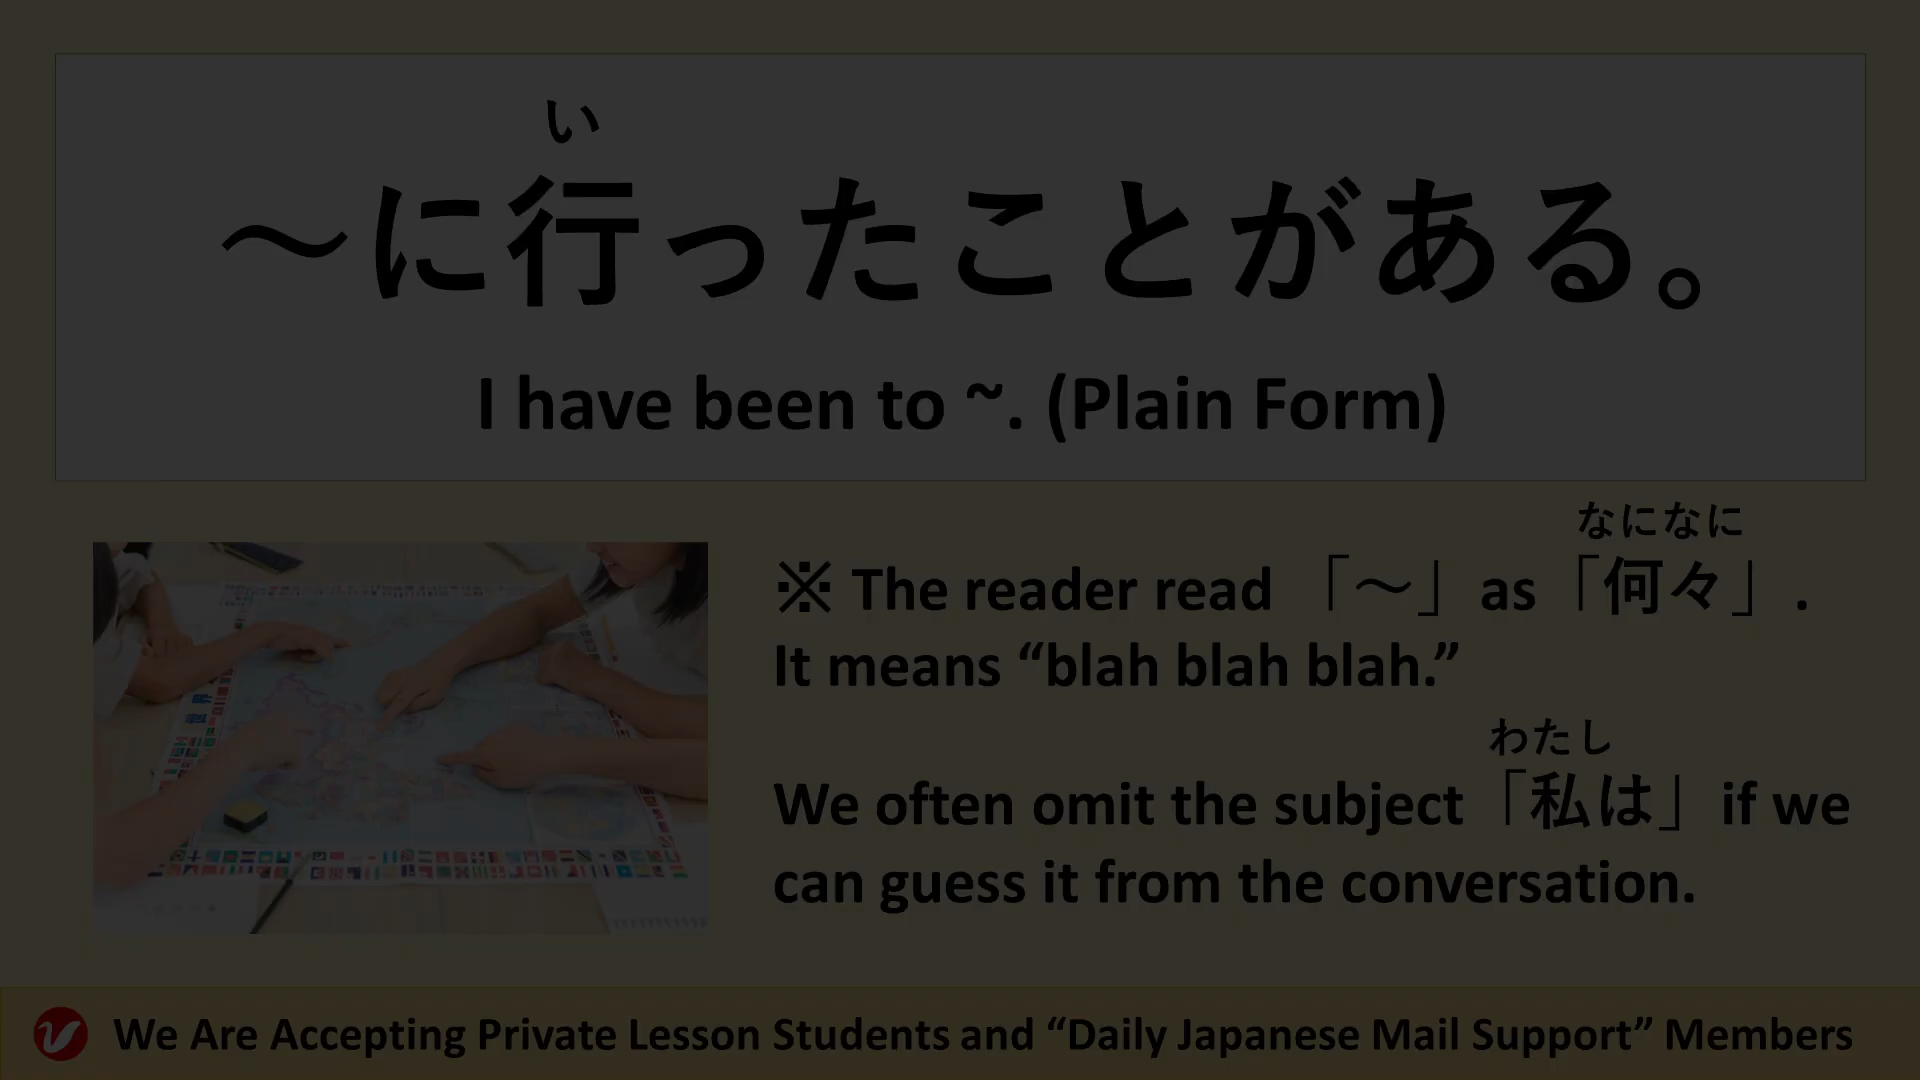 い
～に行ったことがある。
I have been to ~. (Plain Form)
なになに
※ The reader read 「～」 as 「何々」 .
It means “blah blah blah.”
わたし
We often omit the subject 「私は」 if we
can guess it from the conversation.
世界
We Are Accepting Private Lesson Students and “Daily Japanese Mail Support” Members